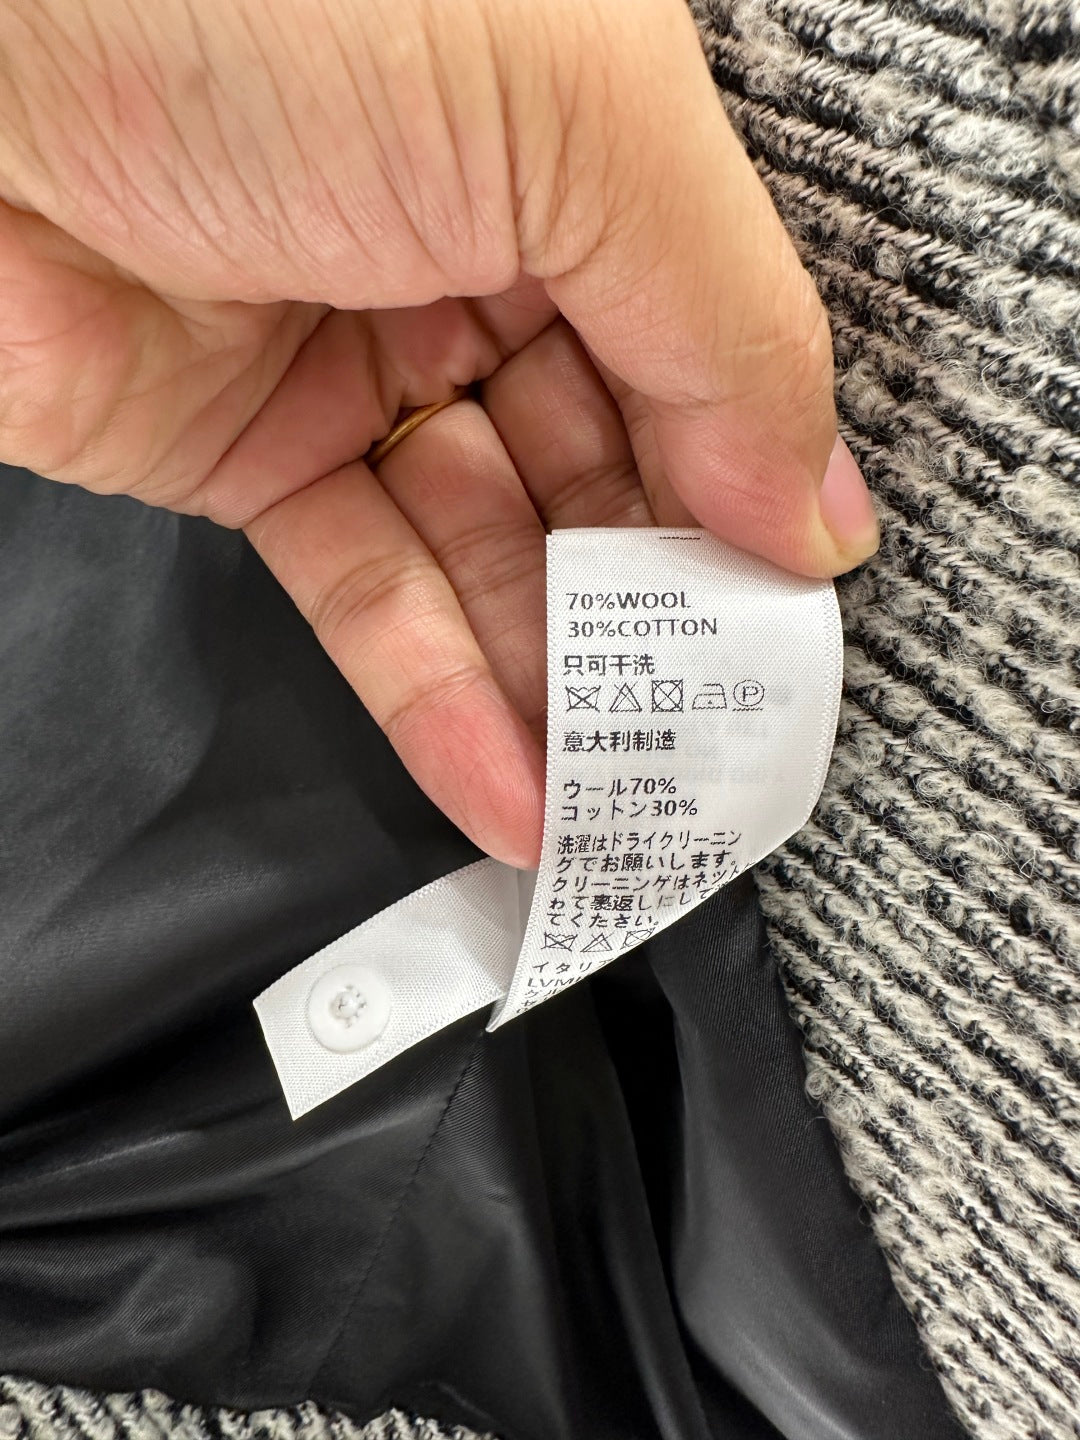 70%WOOL
30%COTTON
只可干洗
P
意大利制造
ウール70%
コットン30%
洗濯はドライクリーニン
グでお願いします。
クリーニングはネット
わて裏返しにして
てください。
イタリ
LVM